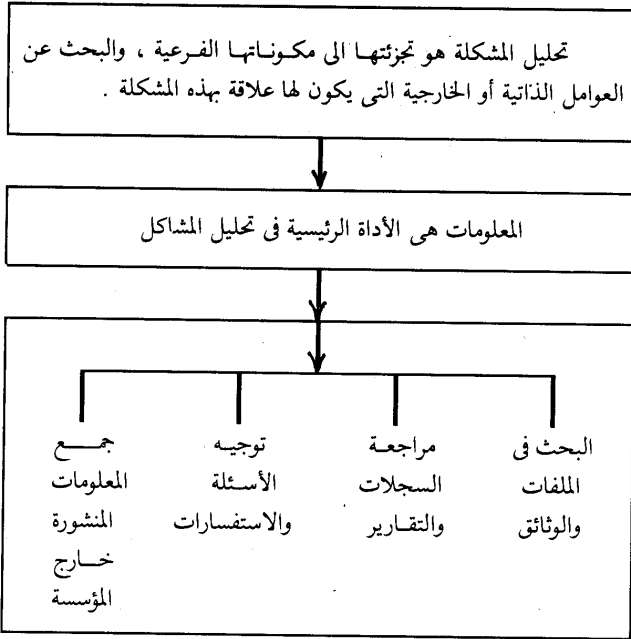 تحليل المشكلة هو تجزئتها الى مكوناتها الفرعية ، والبحث عن
العوامل الذاتية أو الخارجية التى يكون لها علاقة بهذه المشكلة .
المعلومات هى الأداة الرئيسية فى تحليل المشاكل
البحث فى
الملفات
والوثائق
مراجعة
السجلات
والتقارير
توجيه
الأسئلة
والاستفسارات
جمع
المعلومات
المنشورة
خارج
المؤسسة